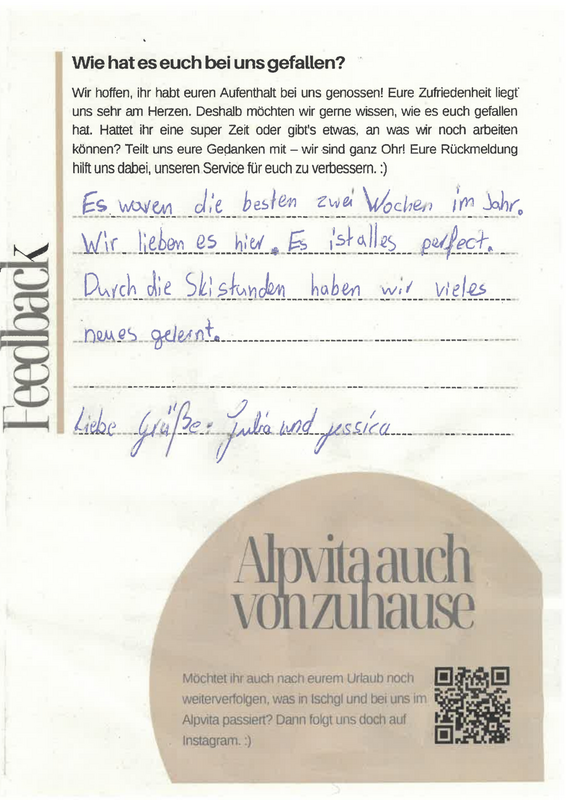 Wie hat es euch bei uns gefallen?
Wir hoffen, ihr habt euren Aufenthalt bei uns genossen! Eure Zufriedenheit liegt
uns sehr am Herzen. Deshalb möchten wir gerne wissen, wie es euch gefallen
hat. Hattet ihr eine super Zeit oder gibt's etwas, an was wir noch arbeiten
können? Teilt uns eure Gedanken mit – wir sind ganz Ohr! Eure Rückmeldung
hilft uns dabei, unseren Service für euch zu verbessern. :)
Es waren die besten zwei Wochen im Jahr.
Wir lieben es hier. Es ist alles perfect.
Durch die Skistunden haben wir vieles
neues gelernt.
Liebe Grüße: Julia und Jessica
Feedback
Alpvita auch
von zuhause
Möchtet ihr auch nach eurem Urlaub noch
weiterverfolgen, was in Ischgl und bei uns im
Alpvita passiert? Dann folgt uns doch auf
Instagram. :)